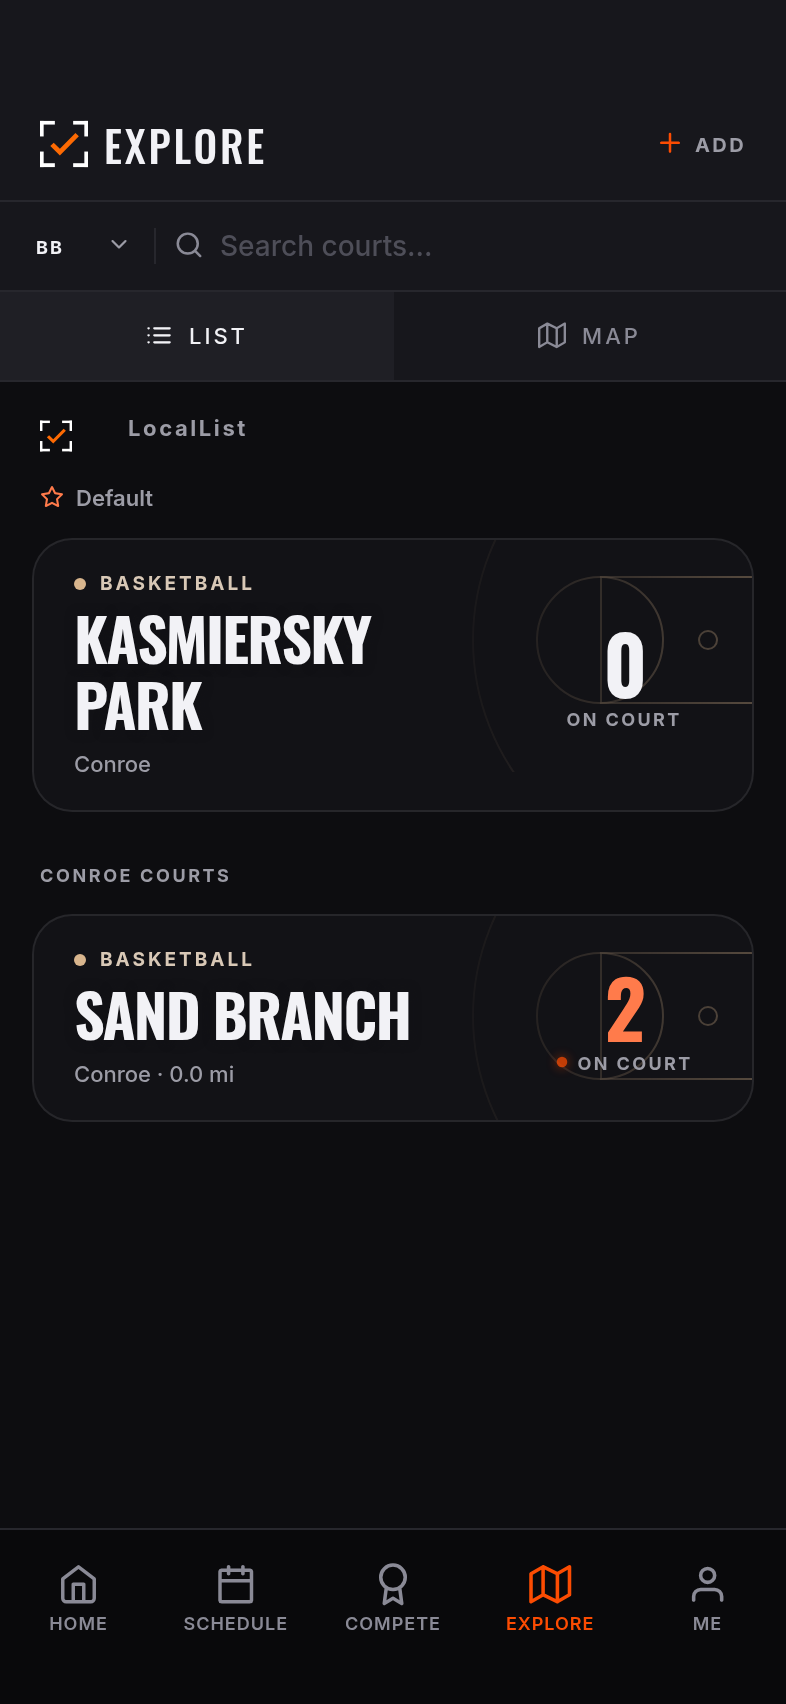 EXPLORE
ADD
BB
Search courts...
LIST
MAP
LocalList
Default
BASKETBALL
KASMIERSKY
PARK
Conroe
0
ON COURT
CONROE COURTS
BASKETBALL
SAND BRANCH
Conroe · 0.0 mi
2
ON COURT
HOME
SCHEDULE
COMPETE
EXPLORE
ME